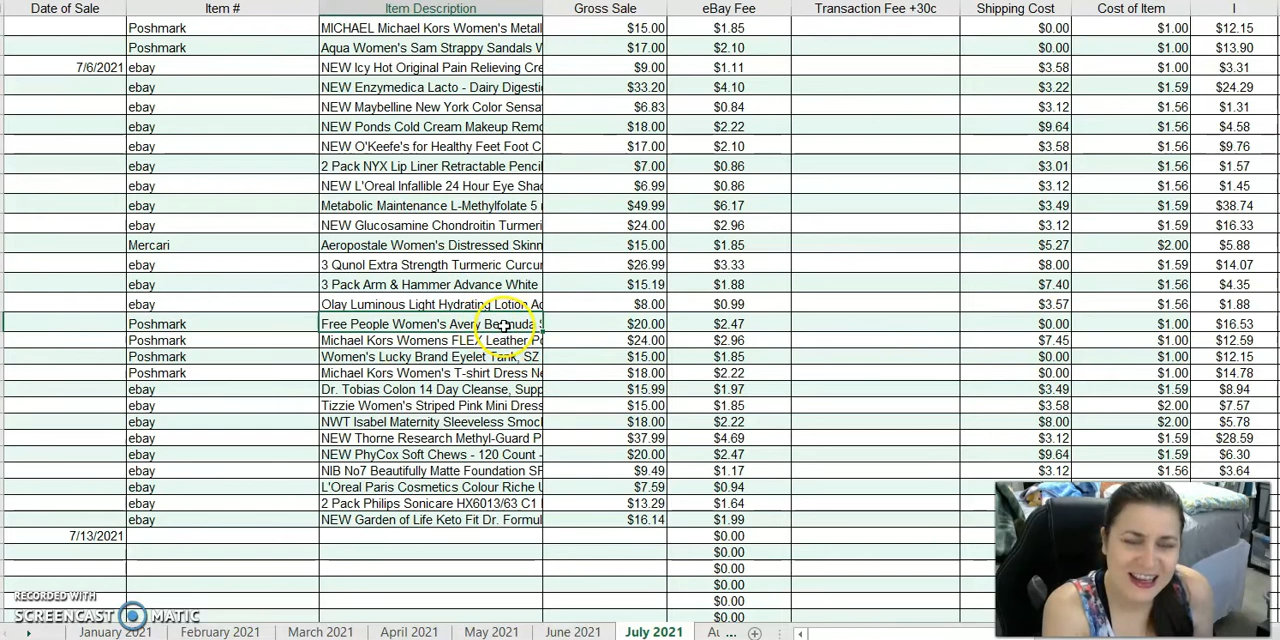 Date of Sale Item # Item Description Gross Sale eBay Fee Transaction Fee +30c Shipping Cost Cost of Item I
Poshmark MICHAEL Michael Kors Women's Metall $15.00 $1.85 $0.00 $1.00 $12.15
Poshmark Aqua Women's Sam Strappy Sandals W $17.00 $2.10 $0.00 $1.00 $13.90
7/6/2021 ebay NEW Icy Hot Original Pain Relieving Cre $9.00 $1.11 $3.58 $1.00 $3.31
ebay NEW Enzymedica Lacto - Dairy Digesti $33.20 $4.10 $3.22 $1.59 $24.29
ebay NEW Maybelline New York Color Sensa $6.83 $0.84 $3.12 $1.56 $1.31
ebay NEW Ponds Cold Cream Makeup Remo $18.00 $2.22 $9.64 $1.56 $4.58
ebay NEW O'Keefe's for Healthy Feet Foot C $17.00 $2.10 $3.58 $1.56 $9.76
ebay 2 Pack NYX Lip Liner Retractable Pencil $7.00 $0.86 $3.01 $1.56 $1.57
ebay NEW L'Oreal Infallible 24 Hour Eye Shad $6.99 $0.86 $3.12 $1.56 $1.45
ebay Metabolic Maintenance L-Methylfolate 5 $49.99 $6.17 $3.49 $1.59 $38.74
ebay NEW Glucosamine Chondroitin Turmeri $24.00 $2.96 $3.12 $1.59 $16.33
Mercari Aeropostale Women's Distressed Skinn $15.00 $1.85 $5.27 $2.00 $5.88
ebay 3 Qunol Extra Strength Turmeric Curcur $26.99 $3.33 $8.00 $1.59 $14.07
ebay 3 Pack Arm & Hammer Advance White $15.19 $1.88 $7.40 $1.56 $4.35
ebay Olay Luminous Light Hydrating Lotion Ad $8.00 $0.99 $3.57 $1.56 $1.88
Poshmark Free People Women's Avery Bermuda S $20.00 $2.47 $0.00 $1.00 $16.53
Poshmark Michael Kors Womens FLEX Leather Po $24.00 $2.96 $7.45 $1.00 $12.59
Poshmark Women's Lucky Brand Eyelet Tank, SZ $15.00 $1.85 $0.00 $1.00 $12.15
Poshmark Michael Kors Women's T-shirt Dress Ne $18.00 $2.22 $0.00 $1.00 $14.78
ebay Dr. Tobias Colon 14 Day Cleanse, Supp $15.99 $1.97 $3.49 $1.59 $8.94
ebay Tizzie Women's Striped Pink Mini Dress $15.00 $1.85 $3.58 $2.00 $7.57
ebay NWT Isabel Maternity Sleeveless Smoc $18.00 $2.22 $8.00 $2.00 $5.78
ebay NEW Thorne Research Methyl-Guard P $37.99 $4.69 $3.12 $1.59 $28.59
ebay NEW PhyCox Soft Chews - 120 Count - $20.00 $2.47 $9.64 $1.59 $6.30
ebay NIB No7 Beautifully Matte Foundation SF $9.49 $1.17 $3.12 $1.56 $3.64
ebay L'Oreal Paris Cosmetics Colour Riche $7.59 $0.94
ebay 2 Pack Philips Sonicare HX6013/63 C1 $13.29 $1.64
ebay NEW Garden of Life Keto Fit Dr. Formul $16.14 $1.99
7/13/2021 $0.00
$0.00
$0.00
$0.00
$0.00
$0.00
RECORDED WITH
SCREENCAST MATIC
January 2021 February 2021 March 2021 April 2021 May 2021 June 2021 July 2021 Au ...